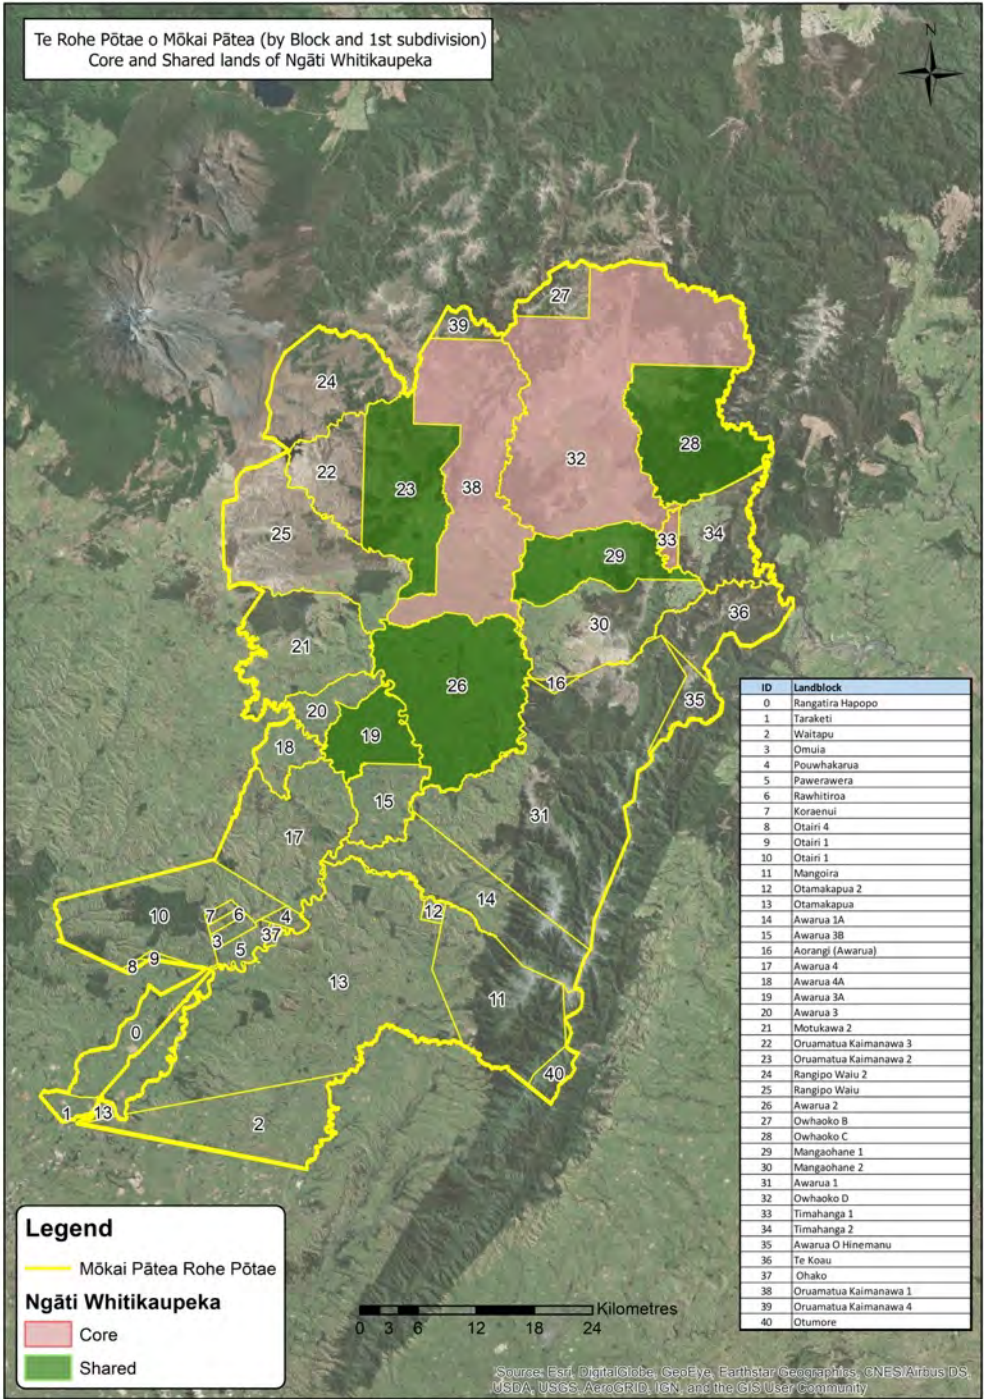 Te Rohe Pōtae o Mōkai Pātea (by Block and 1st subdivision)
Core and Shared lands of Ngāti Whitikaupeka
N
27
39
24
28
22
32
38
23
33
34
25
29
36
30
21
16
26
35
20
19
18
15
31
17
14
10
7
6
4
12
3
37
5
9
8
13
11
0
40
1
13
2
ID Landblock
0 Rangatira Hapopo
1 Taraketi
2 Waitapu
3 Omuia
4 Pouwhakarua
5 Pawerawera
6 Rawhitiroa
7 Koraenui
8 Otairi 4
9 Otairi 1
10 Otairi 1
11 Mangoira
12 Otamakapua 2
13 Otamakapua
14 Awarua 1A
15 Awarua 3B
16 Aorangi (Awarua)
17 Awarua 4
18 Awarua 4A
19 Awarua 3A
20 Awarua 3
21 Motukawa 2
22 Oruamatua Kaimanawa 3
23 Oruamatua Kaimanawa 2
24 Rangipo Waiu 2
25 Rangipo Waiu
26 Awarua 2
27 Owhaoko B
28 Owhaoko C
29 Mangaohane 1
30 Mangaohane 2
31 Awarua 1
32 Owhaoko D
33 Timahanga 1
34 Timahanga 2
35 Awarua O Hinemanu
36 Te Koau
37 Ohako
38 Oruamatua Kaimanawa 1
39 Oruamatua Kaimanawa 4
40 Otumore
Legend
Mōkai Pātea Rohe Pōtae
Ngāti Whitikaupeka
Core
Shared
Kilometres
0 3 6 12 18 24
Source: Esri, DigitalGlobe, GeoEye, Earthstar Geographics, CNES/Airbus DS,
USDA, USGS, AeroGRID, IGN, and the GIS User Community